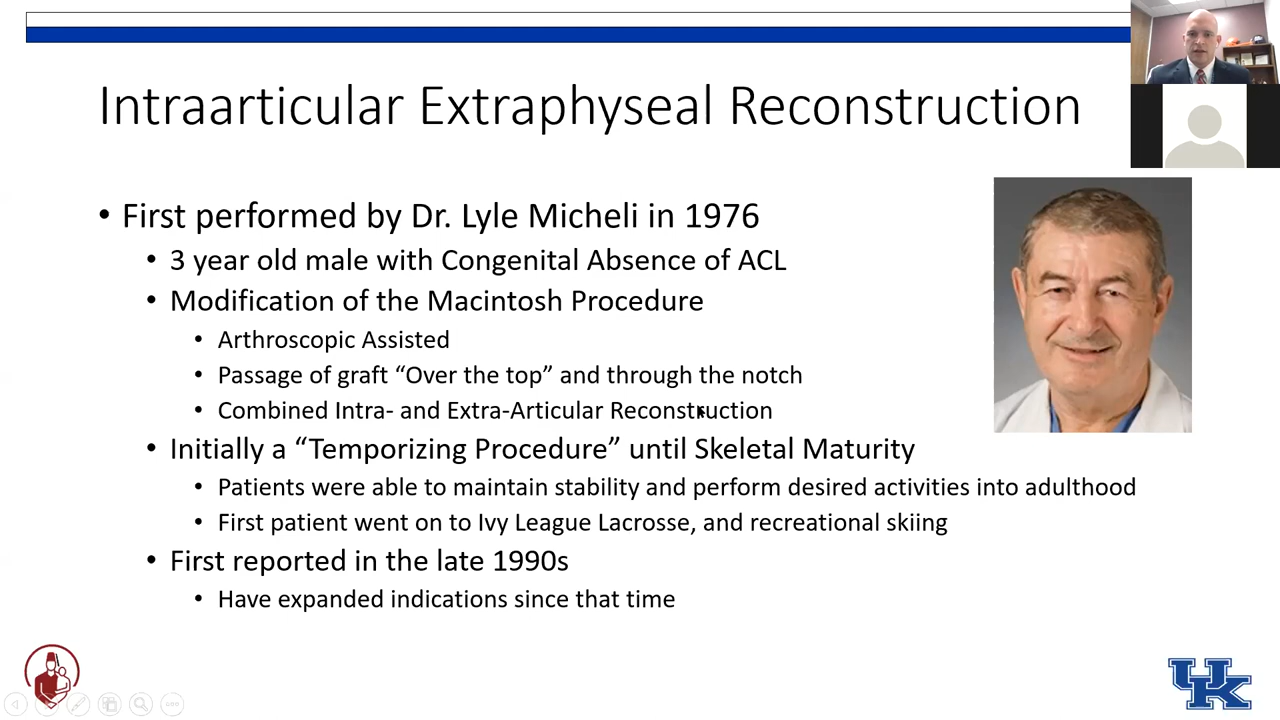 Intraarticular Extraphyseal Reconstruction
• First performed by Dr. Lyle Micheli in 1976
• 3 year old male with Congenital Absence of ACL
• Modification of the Macintosh Procedure
• Arthroscopic Assisted
• Passage of graft “Over the top” and through the notch
• Combined Intra- and Extra-Articular Reconstruction
• Initially a “Temporizing Procedure” until Skeletal Maturity
• Patients were able to maintain stability and perform desired activities into adulthood
• First patient went on to Ivy League Lacrosse, and recreational skiing
• First reported in the late 1990s
• Have expanded indications since that time
UK